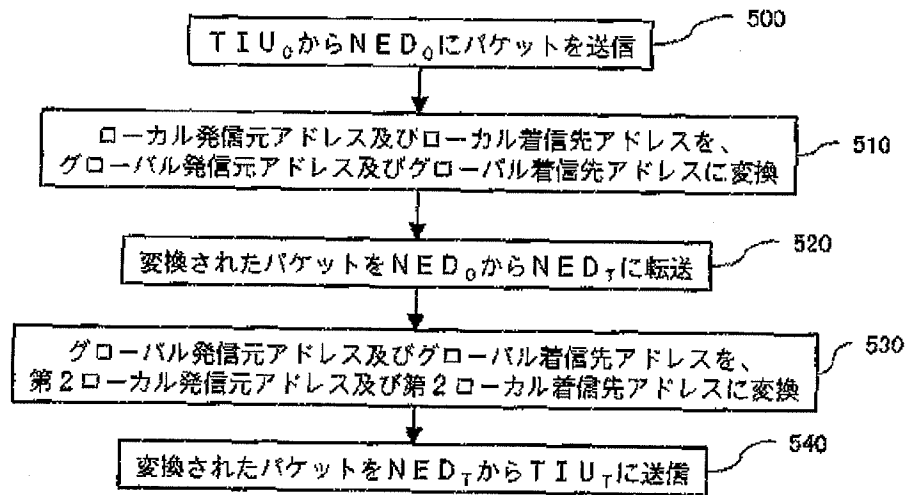 500
TIU₀からNED₀にパケットを送信
510
ローカル発信元アドレス及びローカル着信先アドレスを、
グローバル発信元アドレス及びグローバル着信先アドレスに変換
520
変換されたパケットをNED₀からNEDₜに転送
530
グローバル発信元アドレス及びグローバル着信先アドレスを、
第2ローカル発信元アドレス及び第2ローカル着信先アドレスに変換
540
変換されたパケットをNEDₜからTIUₜに送信